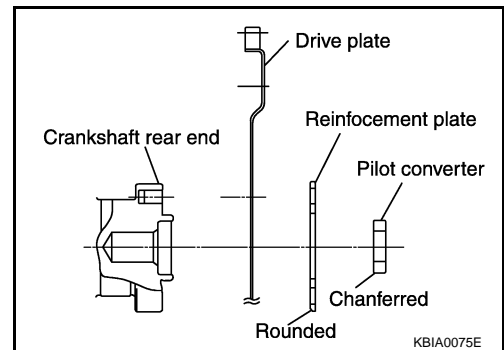 Drive plate
Reinfocement plate
Crankshaft rear end
Pilot converter
Chanferred
Rounded
KBIA0075E